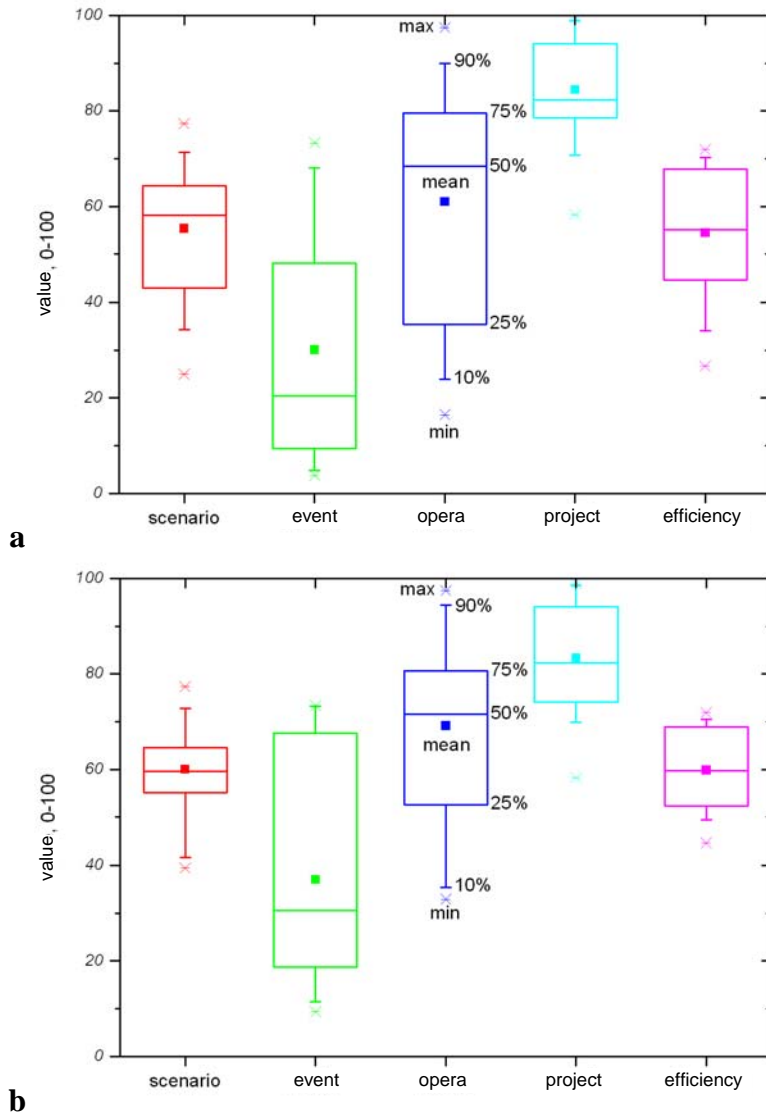 100
max
90%
80
75%
50%
mean
60
value, 0-100
40
25%
20
10%
min
0
scenario event opera project efficiency
a
100
max
90%
80
75%
50%
mean
60
value, 0-100
25%
40
10%
min
20
0
scenario event opera project efficiency
b